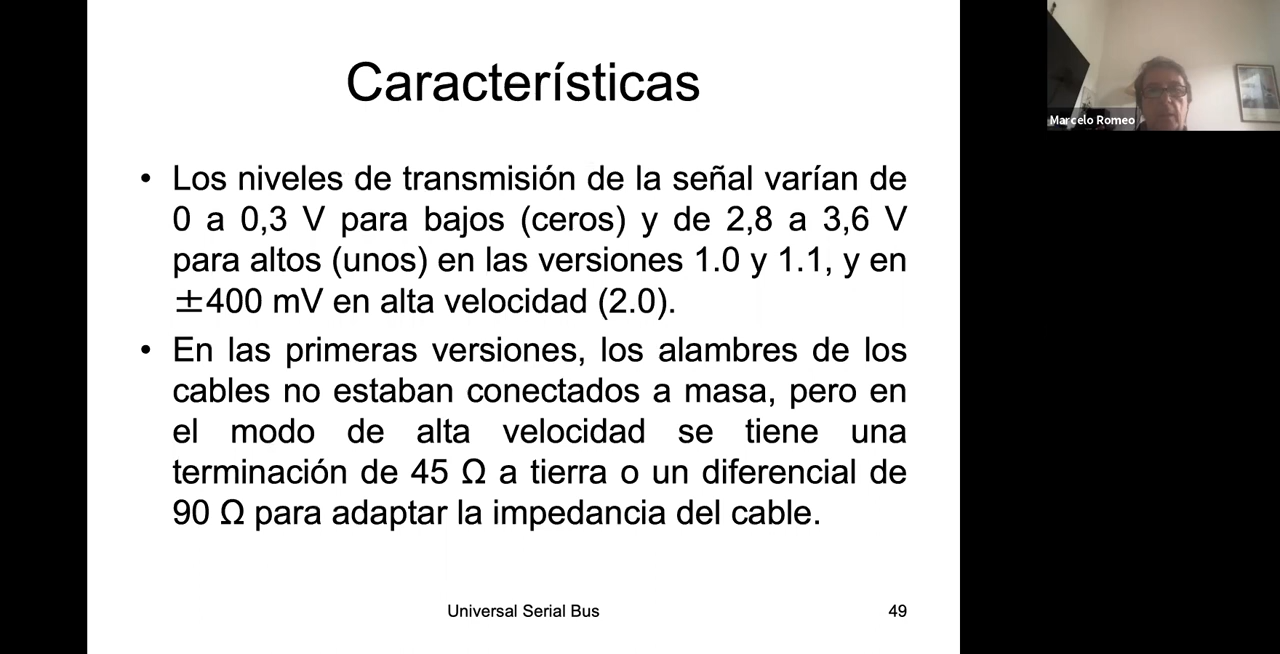 Características
• Los niveles de transmisión de la señal varían de
0 a 0,3 V para bajos (ceros) y de 2,8 a 3,6 V
para altos (unos) en las versiones 1.0 y 1.1, y en
±400 mV en alta velocidad (2.0).
• En las primeras versiones, los alambres de los
cables no estaban conectados a masa, pero en
el modo de alta velocidad se tiene una
terminación de 45 Ω a tierra o un diferencial de
90 Ω para adaptar la impedancia del cable.
Universal Serial Bus
49
Marcelo Romeo